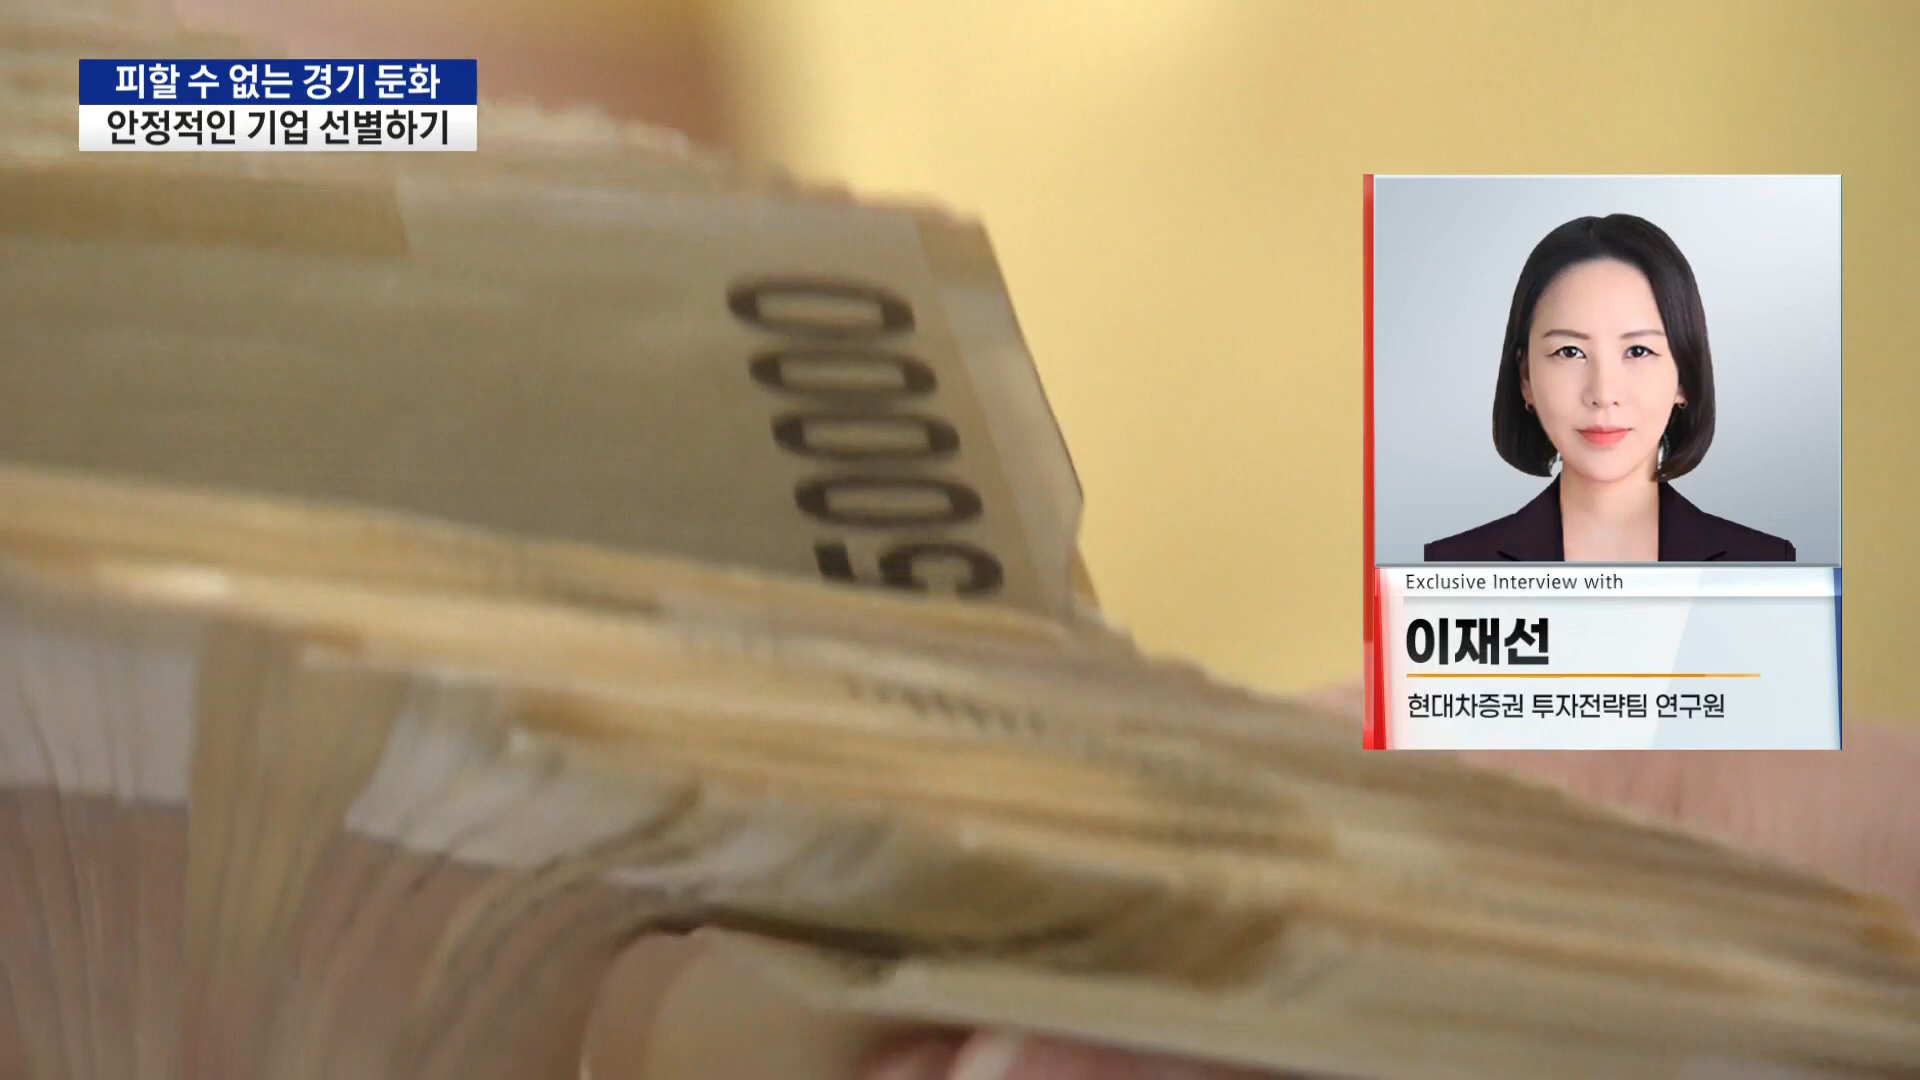 피할 수 없는 경기 둔화
안정적인 기업 선별하기
50000
Exclusive Interview with
이재선
현대차증권 투자전략팀 연구원